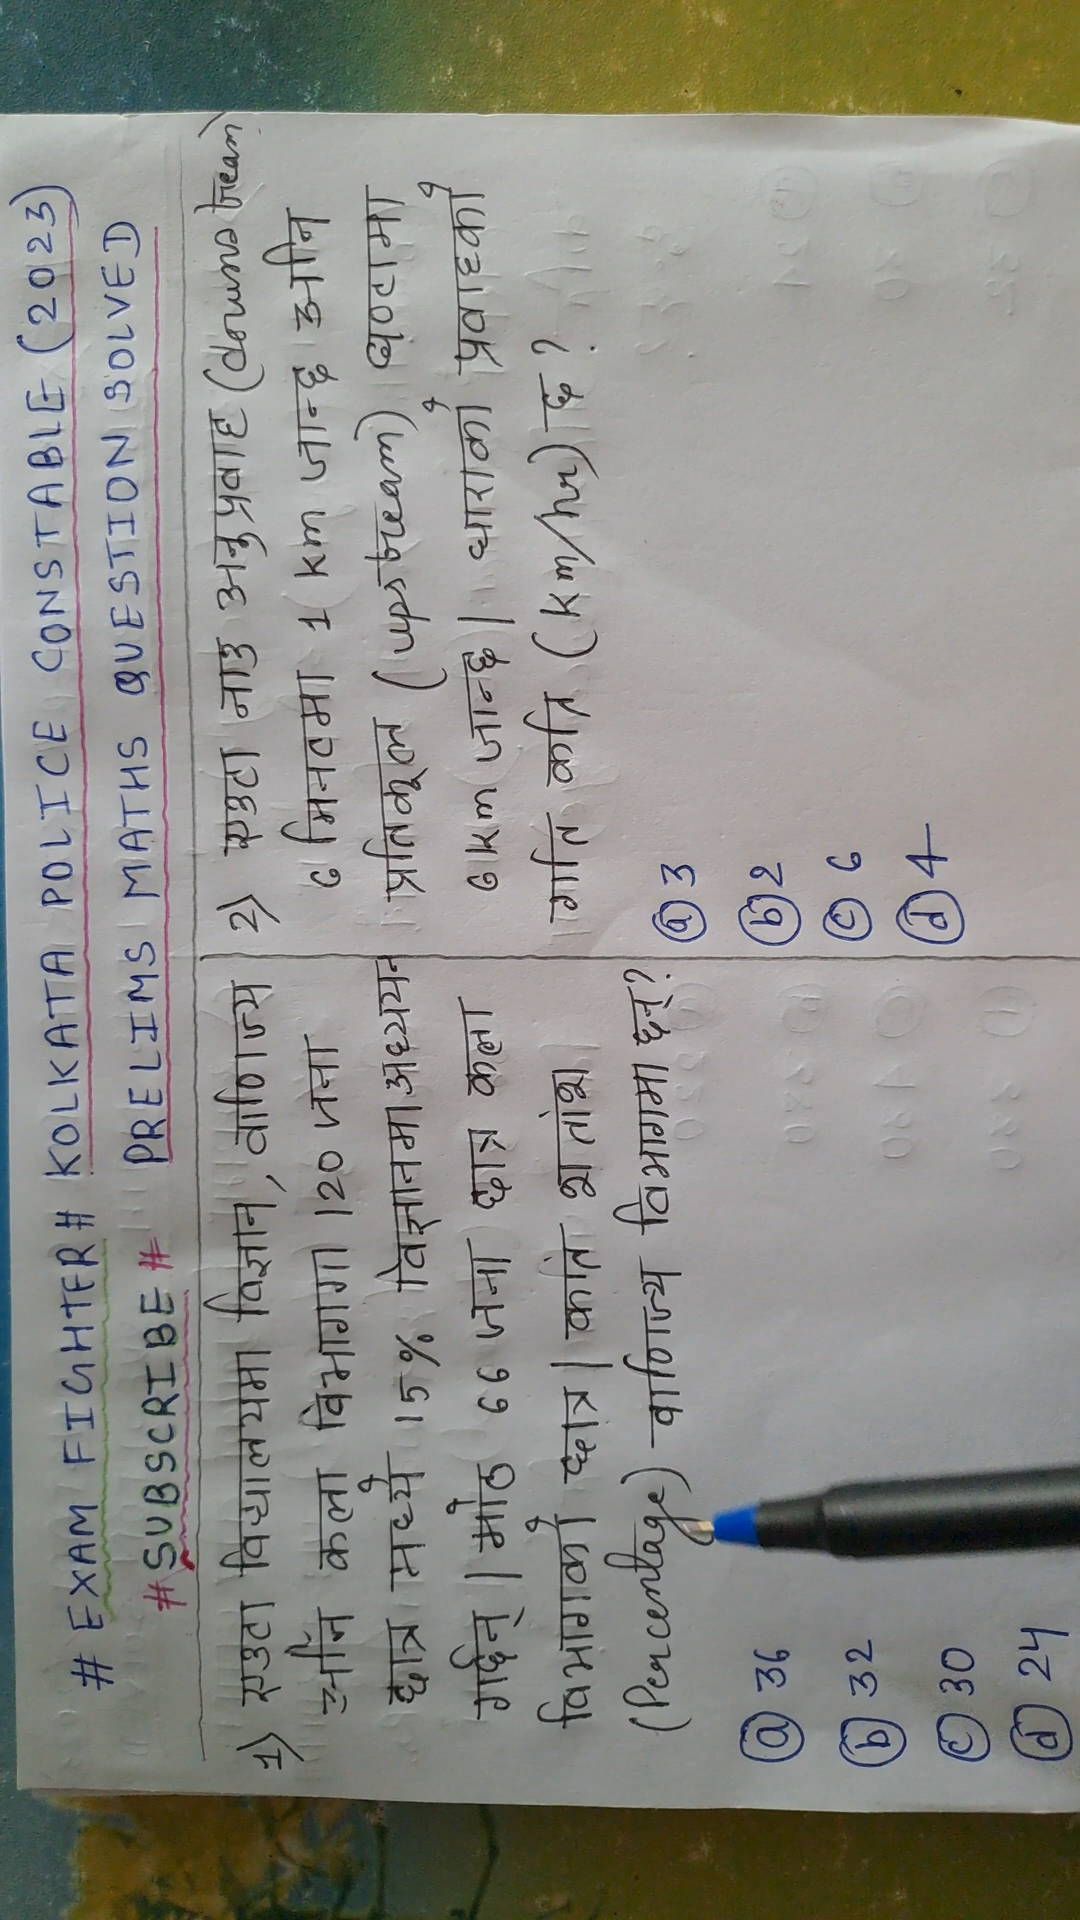 # EXAM FIGHTER # KOLKATA POLICE CONSTABLE (2023)
# SUBSCRIBE # PRELIMS MATHS QUESTION SOLVED
1) एउटा विद्यालयमा विज्ञान, वाणिज्य
अनि कला विभागमा 120 जना
छात्र मध्ये 15% विज्ञानमा अध्ययन
गर्छन् | मोठ 66 जना छात्र कला
विभागको छात्र | कति प्रतिशत
(Percentage) वाणिज्य विभागमा छन्?
(a) 36
(b) 32
(c) 30
(d) 24
2) एउटा नाउ अनुप्रवाह (downstream)
6 मिनटमा 1 km जान्छ अनि
प्रतिकूल (upstream) घण्टामा
6 km जान्छ | धाराको प्रवाहको
गति कति (km/hr) छ?
(a) 3
(b) 2
(c) 6
(d) 4